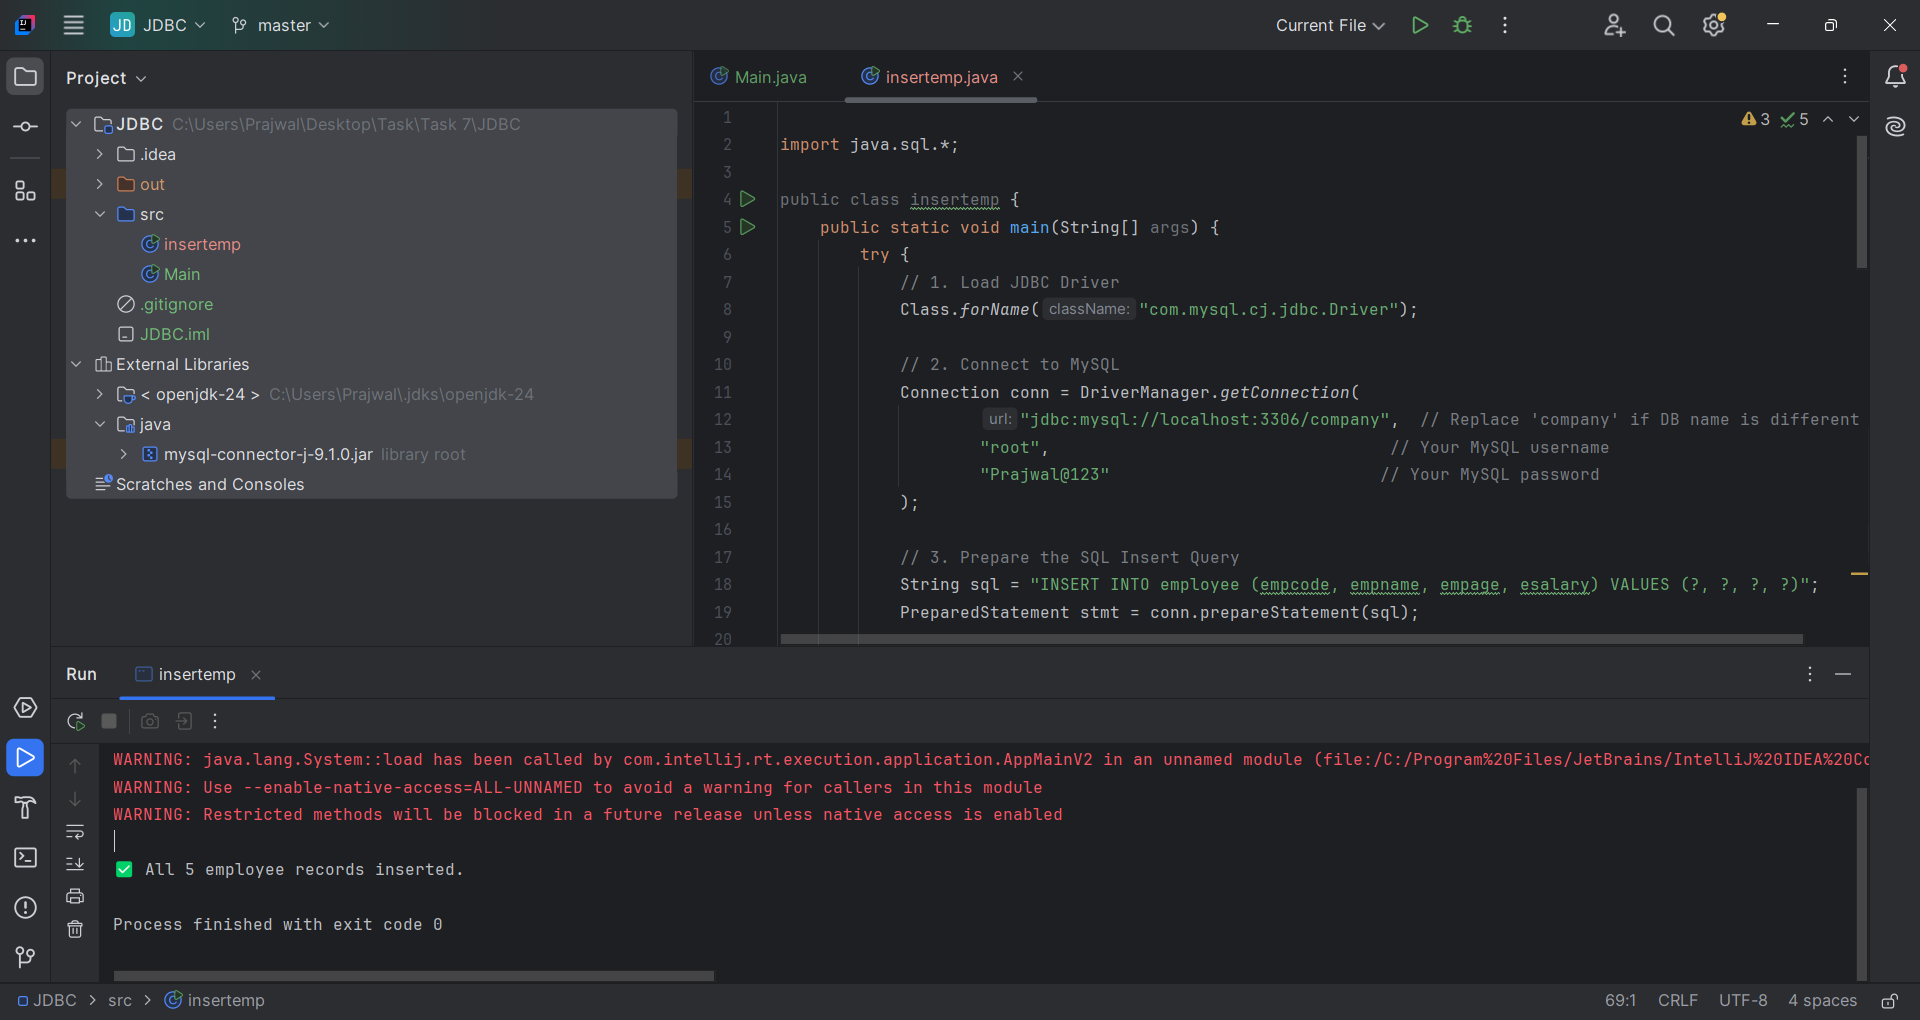 JD JDBC master Current File
Project
Main.java insertemp.java
JDBC C:\Users\Prajwal\Desktop\Task\Task 7\JDBC
.idea
out
src
insertemp
Main
.gitignore
JDBC.iml
External Libraries
< openjdk-24 > C:\Users\Prajwal\.jdks\openjdk-24
java
mysql-connector-j-9.1.0.jar library root
Scratches and Consoles
3 5
1
2 import java.sql.*;
3
4 public class insertemp {
5 public static void main(String[] args) {
6 try {
7 // 1. Load JDBC Driver
8 Class.forName( className: "com.mysql.cj.jdbc.Driver");
9
10 // 2. Connect to MySQL
11 Connection conn = DriverManager.getConnection(
12 url: "jdbc:mysql://localhost:3306/company", // Replace 'company' if DB name is different
13 "root", // Your MySQL username
14 "Prajwal@123" // Your MySQL password
15 );
16
17 // 3. Prepare the SQL Insert Query
18 String sql = "INSERT INTO employee (empcode, empname, empage, esalary) VALUES (?, ?, ?, ?)";
19 PreparedStatement stmt = conn.prepareStatement(sql);
20
Run insertemp
WARNING: java.lang.System::load has been called by com.intellij.rt.execution.application.AppMainV2 in an unnamed module (file:/C:/Program%20Files/JetBrains/IntelliJ%20IDEA%20Co
WARNING: Use --enable-native-access=ALL-UNNAMED to avoid a warning for callers in this module
WARNING: Restricted methods will be blocked in a future release unless native access is enabled
✅ All 5 employee records inserted.
Process finished with exit code 0
JDBC > src > insertemp 69:1 CRLF UTF-8 4 spaces